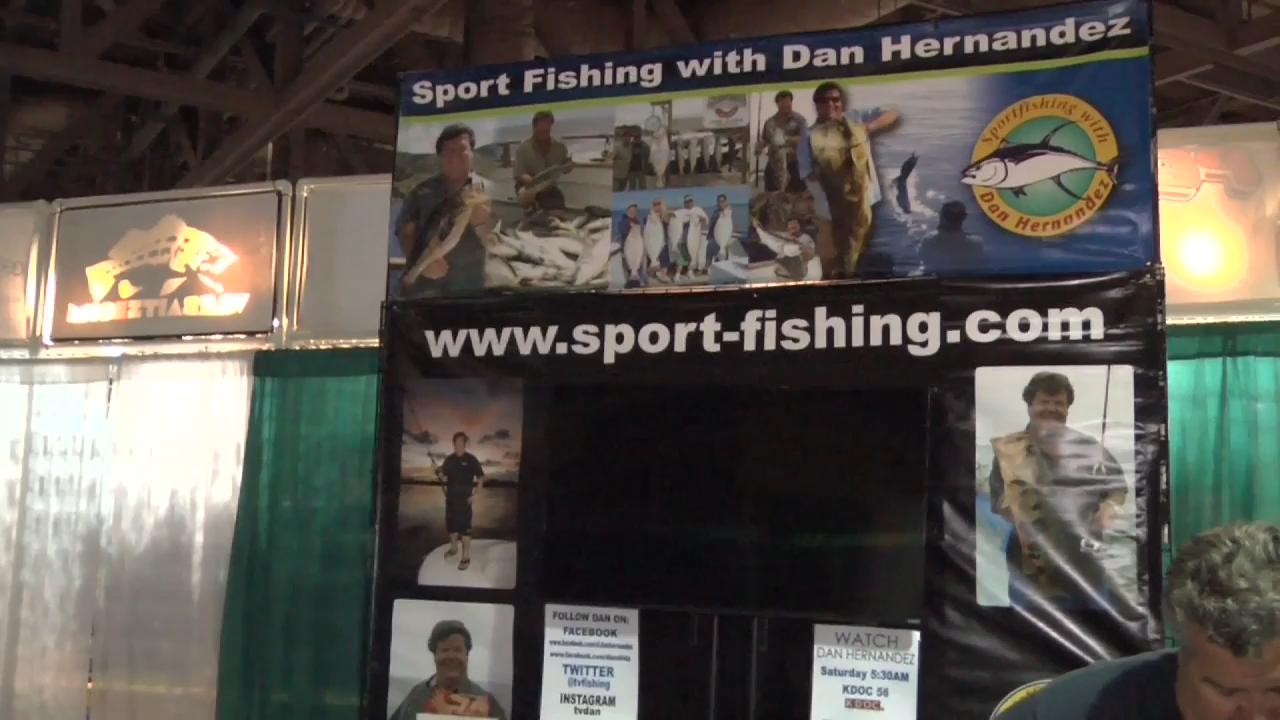 Sport Fishing with Dan Hernandez
Sportfishing with
Dan Hernandez
www.sport-fishing.com
FOLLOW DAN ON:
FACEBOOK
TWITTER
@tvfishing
INSTAGRAM
tvdan
WATCH
DAN HERNANDEZ
Saturday 5:30AM
KDOC 56
KDOC